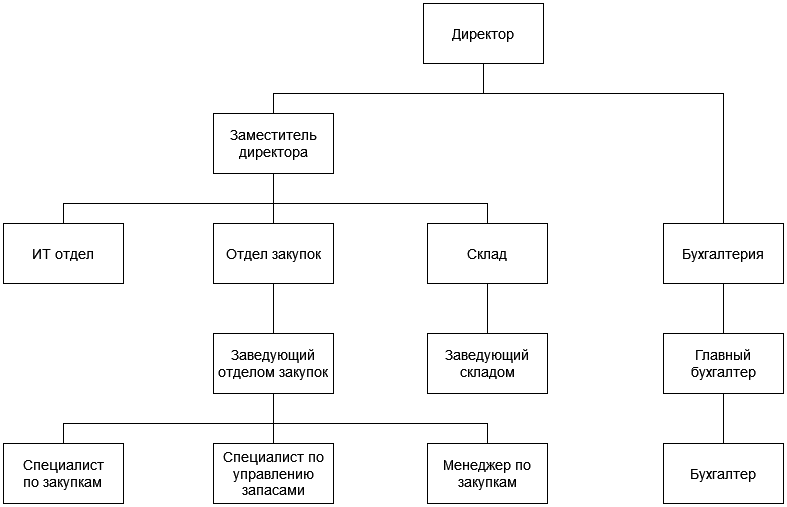 Директор
Заместитель
директора
ИТ отдел
Отдел закупок
Склад
Бухгалтерия
Заведующий
отделом закупок
Заведующий
складом
Главный
бухгалтер
Специалист
по закупкам
Специалист по
управлению
запасами
Менеджер по
закупкам
Бухгалтер